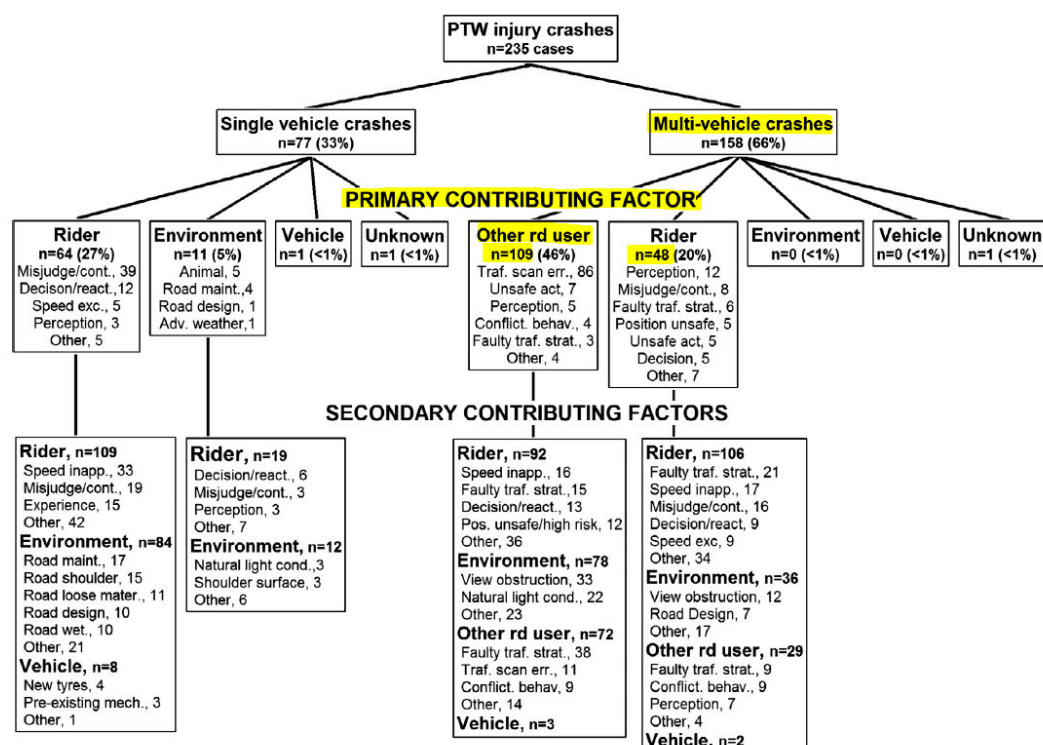 PTW injury crashes
n=235 cases
Single vehicle crashes
n=77 (33%)
Multi-vehicle crashes
n=158 (66%)
PRIMARY CONTRIBUTING FACTOR
Rider
n=64 (27%)
Misjudge/cont., 39
Decison/react.,12
Speed exc., 5
Perception, 3
Other, 5
Environment
n=11 (5%)
Animal, 5
Road maint.,4
Road design, 1
Adv. weather,1
Vehicle
n=1 (<1%)
Unknown
n=1 (<1%)
Other rd user
n=109 (46%)
Traf. scan err., 86
Unsafe act, 7
Perception, 5
Conflict. behav., 4
Faulty traf. strat., 3
Other, 4
Rider
n=48 (20%)
Perception, 12
Misjudge/cont., 8
Faulty traf. strat., 6
Position unsafe, 5
Unsafe act, 5
Decision, 5
Other, 7
Environment
n=0 (<1%)
Vehicle
n=0 (<1%)
Unknown
n=1 (<1%)
SECONDARY CONTRIBUTING FACTORS
Rider, n=109
Speed inapp., 33
Misjudge/cont., 19
Experience, 15
Other, 42
Environment, n=84
Road maint., 17
Road shoulder, 15
Road loose mater., 11
Road design, 10
Road wet., 10
Other, 21
Vehicle, n=8
New tyres, 4
Pre-existing mech., 3
Other, 1
Rider, n=19
Decision/react., 6
Misjudge/cont., 3
Perception, 3
Other, 7
Environment, n=12
Natural light cond.,3
Shoulder surface, 3
Other, 6
Rider, n=92
Speed inapp., 16
Faulty traf. strat.,15
Decision/react., 13
Pos. unsafe/high risk, 12
Other, 36
Environment, n=78
View obstruction, 33
Natural light cond., 22
Other, 23
Other rd user, n=72
Faulty traf. strat., 38
Traf. scan err., 11
Conflict. behav, 9
Other, 14
Vehicle, n=3
Rider, n=106
Faulty traf. strat., 21
Speed inapp., 17
Misjudge/cont., 16
Decision/react, 9
Speed exc, 9
Other, 34
Environment, n=36
View obstruction, 12
Road Design, 7
Other, 17
Other rd user, n=29
Faulty traf. strat., 9
Conflict. behav., 9
Perception, 7
Other, 4
Vehicle, n=2